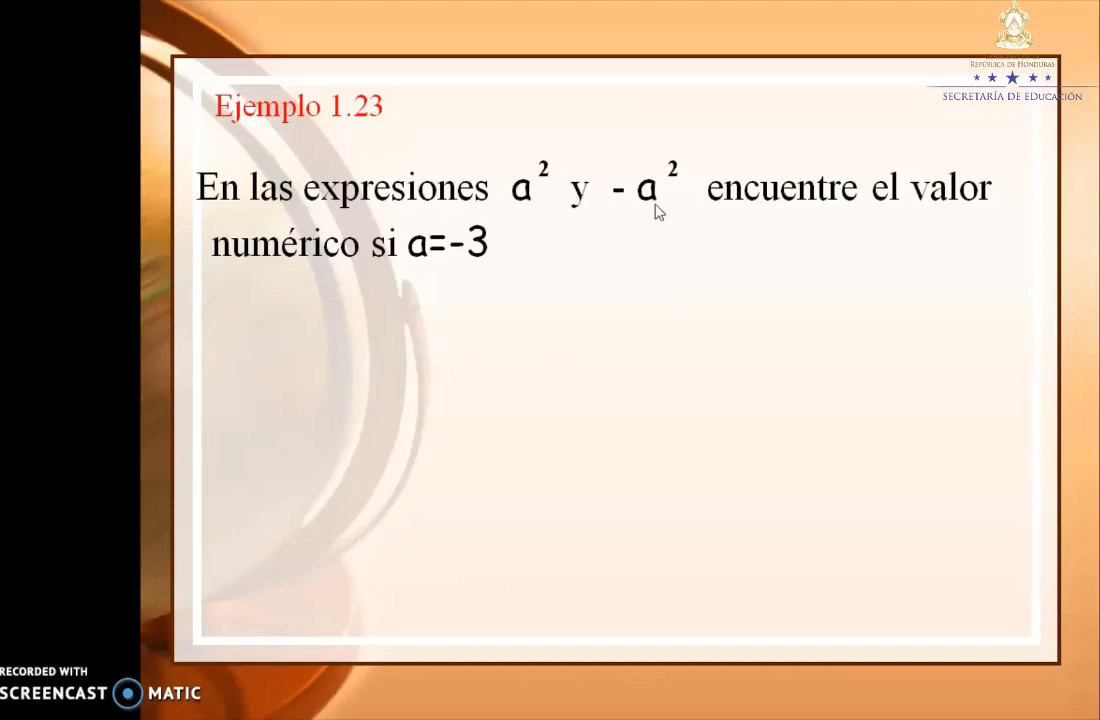 REPÚBLICA DE HONDURAS
SECRETARÍA DE EDUCACIÓN
Ejemplo 1.23
En las expresiones a² y - a² encuentre el valor
numérico si a=-3
RECORDED WITH
SCREENCAST MATIC